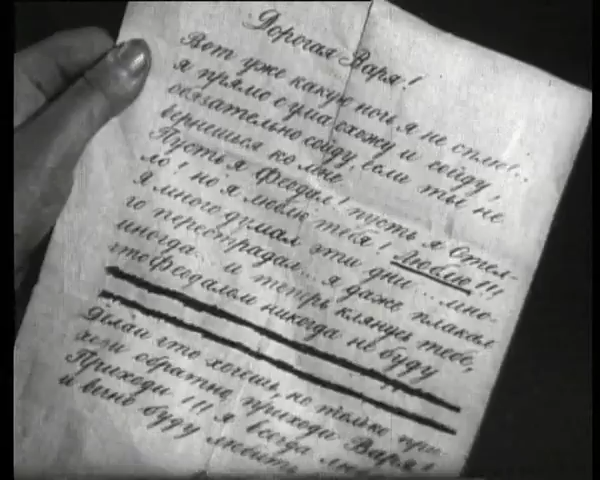 Дорогая Варя!
Вот уже какую ночь я не сплю...
я прямо с ума схожу и сойду,
обязательно сойду, если ты не
вернешься ко мне.
Пусть я Феодал! пусть я Отел-
ло! но я люблю тебя! Люблю!!!
Я много думал эти дни... мно-
го перестрадал... я даже плакал
иногда... и теперь клянусь тебе,
что феодалом никогда не буду
Делай что хочешь, но только при-
ходи обратно, приходи Варя!
Приходи!!! Я всегда
и буду любить